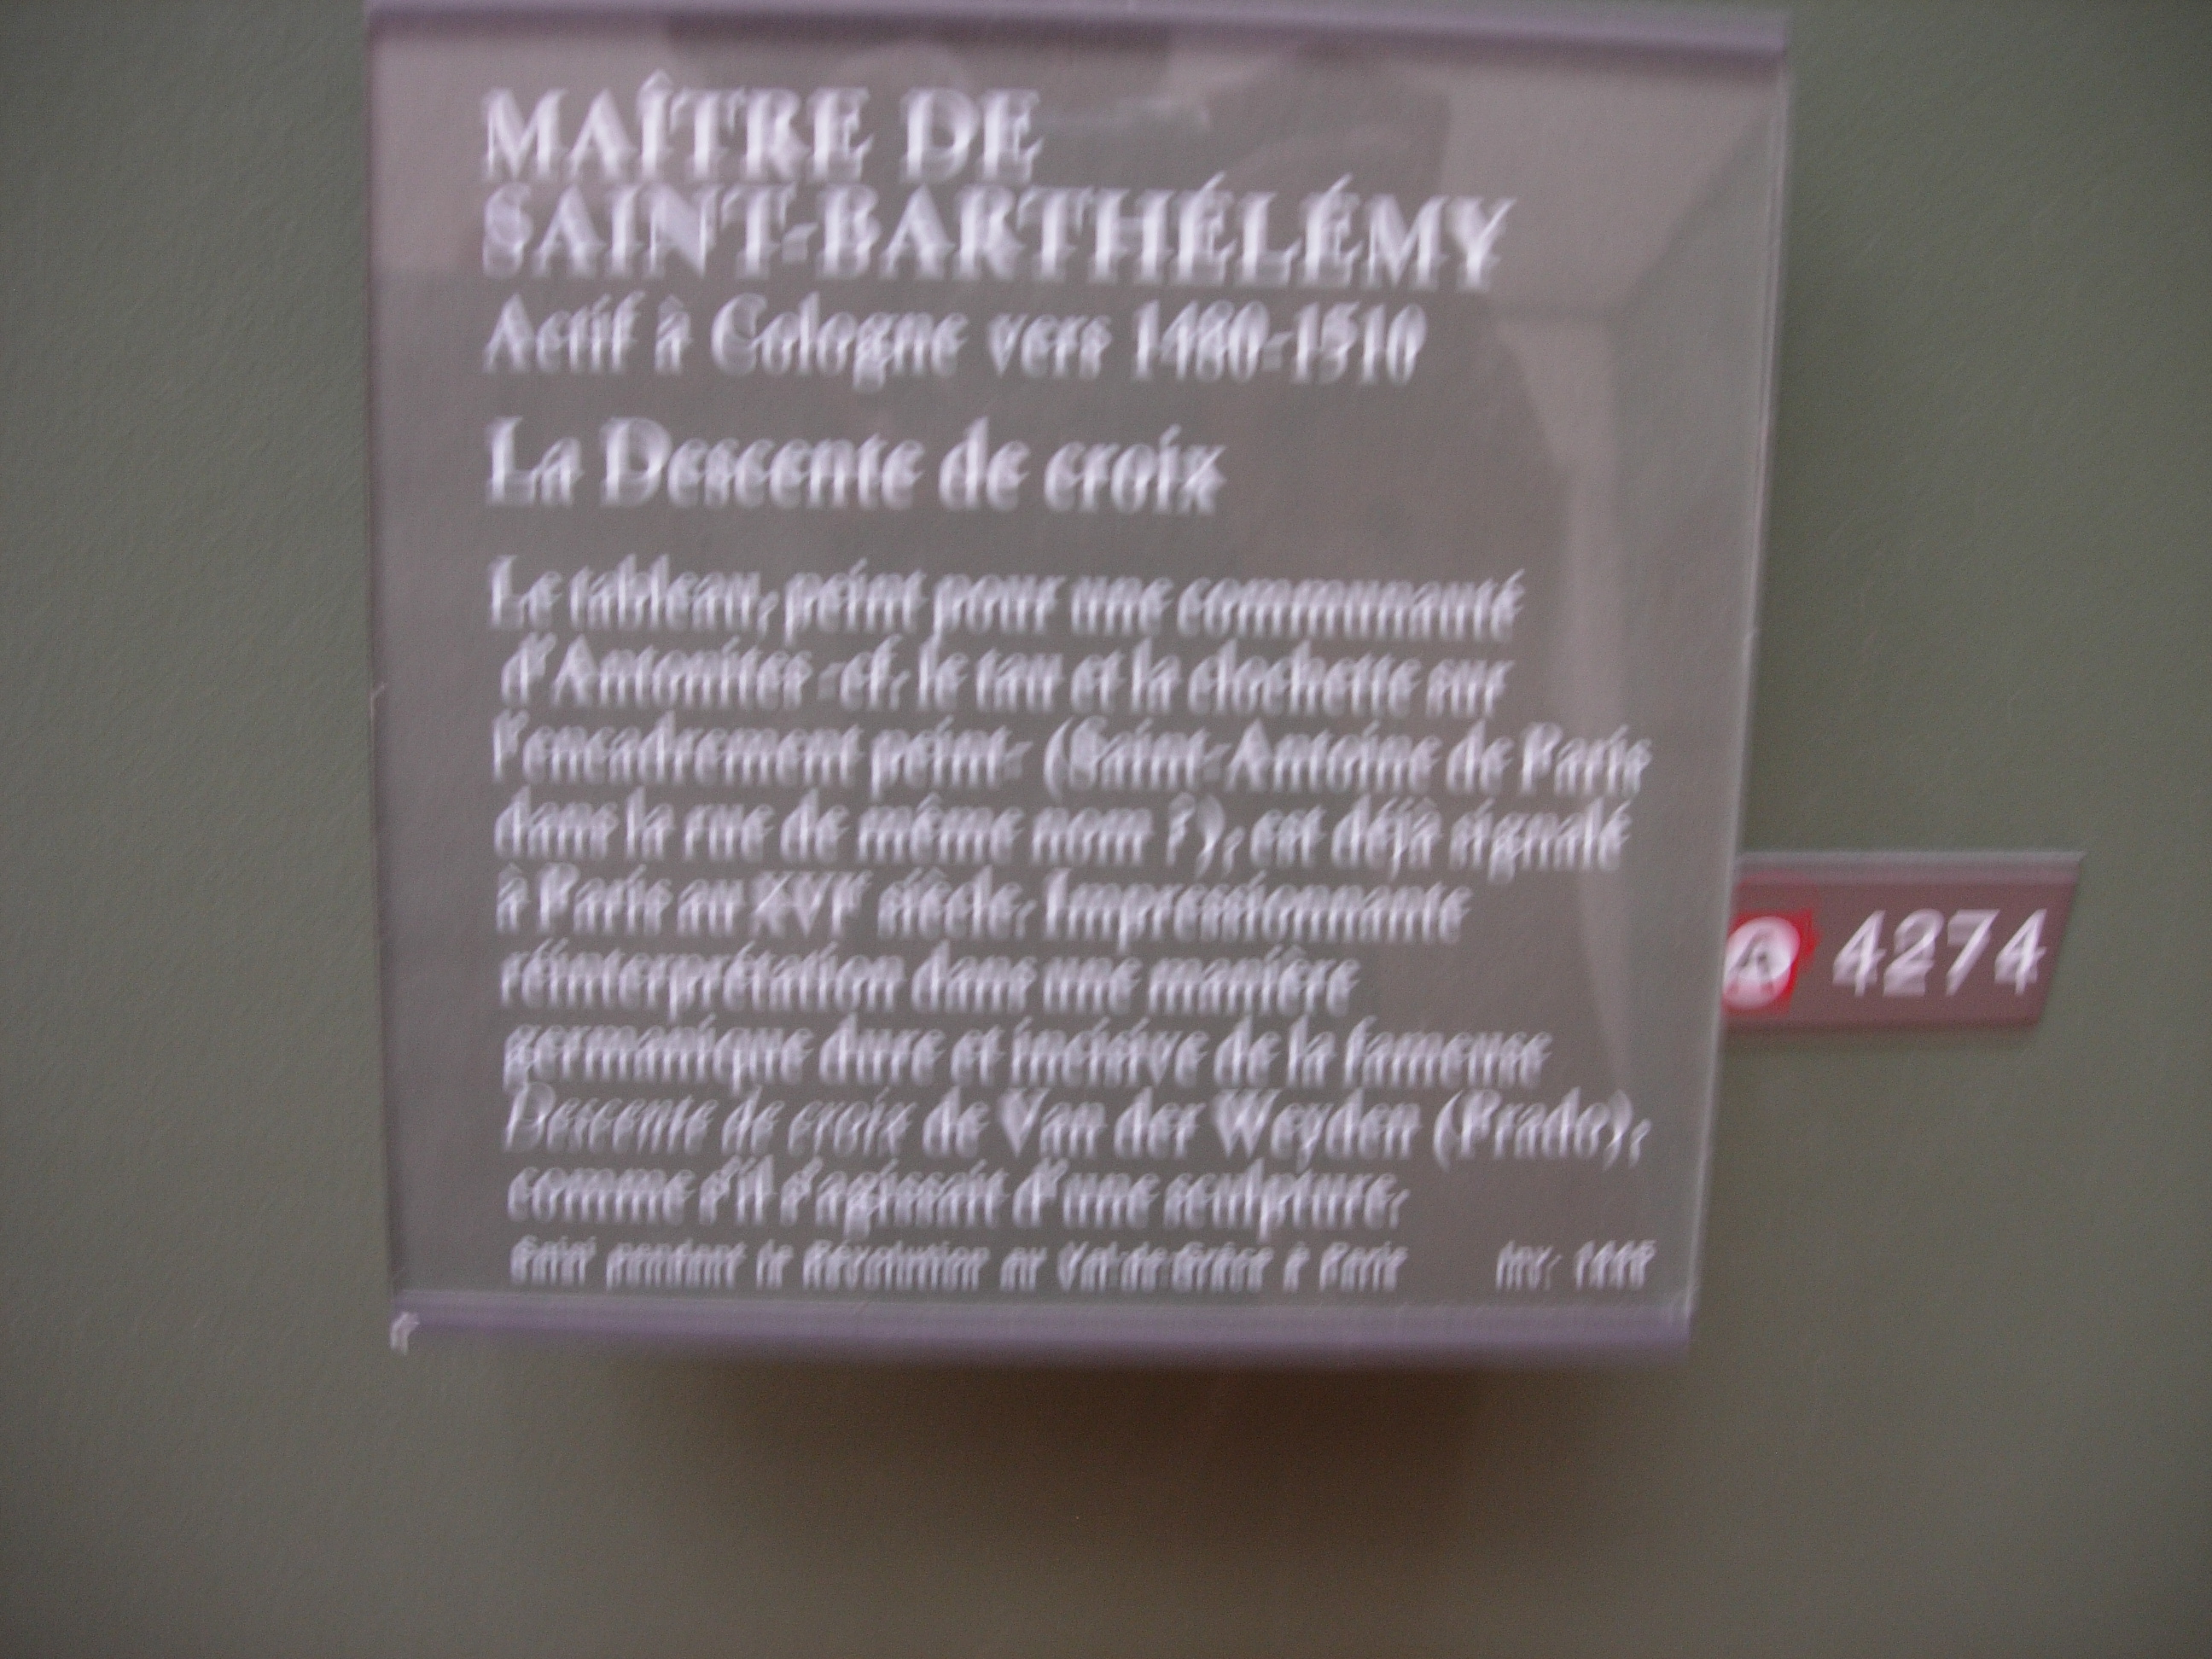 MAÎTRE DE
SAINT-BARTHÉLÉMY
Actif à Cologne vers 1480-1510
La Descente de croix
Le tableau, peint pour une communauté
d'Antonites -cf. le tau et la clochette sur
l'encadrement peint- (Saint-Antoine de Paris
dans la rue de même nom ?), est déjà signalé
à Paris au XVIe siècle. Impressionnante
réinterprétation dans une manière
germanique dure et incisive de la fameuse
Descente de croix de Van der Weyden (Prado),
comme s'il s'agissait d'une sculpture.
Saisi pendant la Révolution au Val-de-Grâce à Paris INV. 1445
A 4274